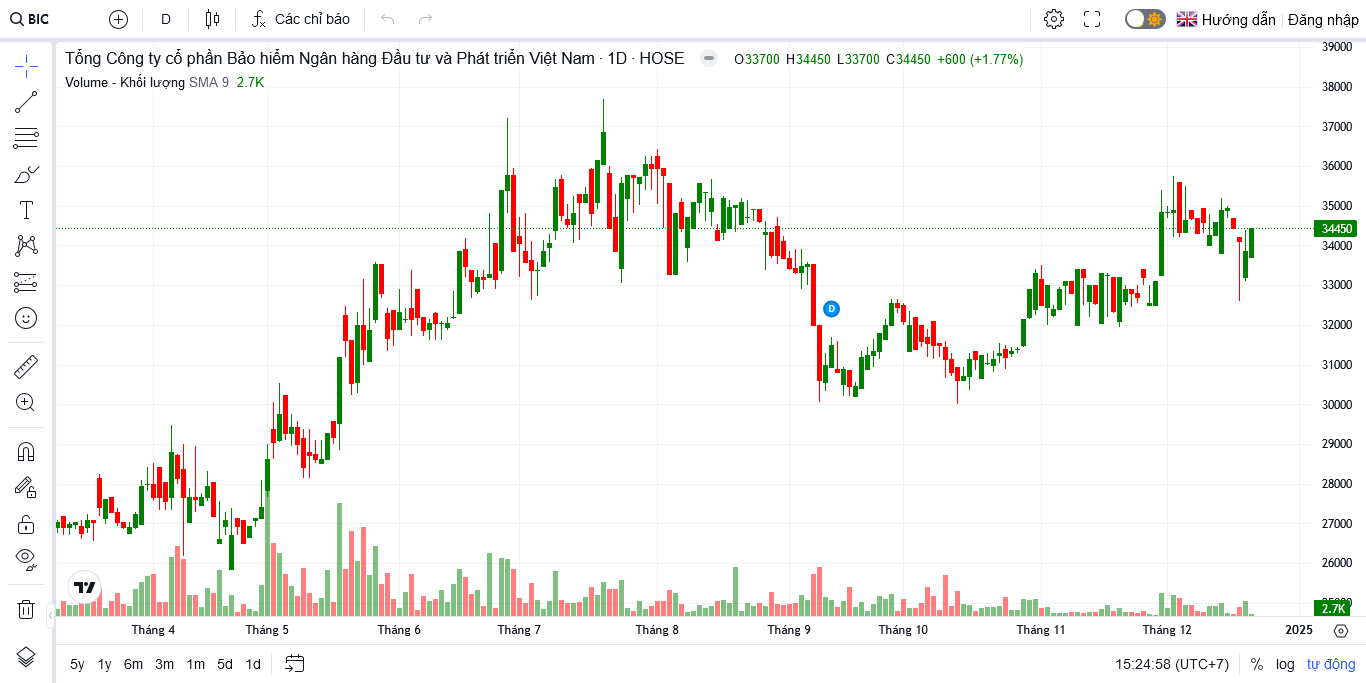 BIC D Các chỉ báo Hướng dẫn Đăng nhập
Tổng Công ty cổ phần Bảo hiểm Ngân hàng Đầu tư và Phát triển Việt Nam · 1D · HOSE O33700 H34450 L33700 C34450 +600 (+1.77%)
Volume - Khối lượng SMA 9 2.7K
39000
38000
37000
36000
35000
34450
34000
33000
D
32000
31000
30000
29000
28000
27000
26000
25000
2.7K
Tháng 4 Tháng 5 Tháng 6 Tháng 7 Tháng 8 Tháng 9 Tháng 10 Tháng 11 Tháng 12 2025
5y 1y 6m 3m 1m 5d 1d 15:24:58 (UTC+7) % log tự động